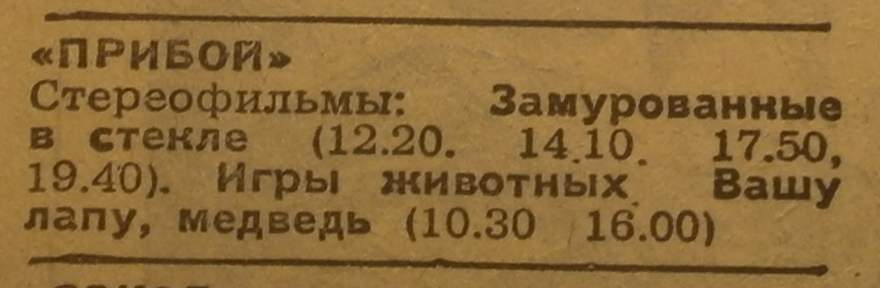 «ПРИБОЙ»
Стереофильмы: Замурованные
в стекле (12.20. 14.10. 17.50,
19.40). Игры животных. Вашу
лапу, медведь (10.30 16.00)